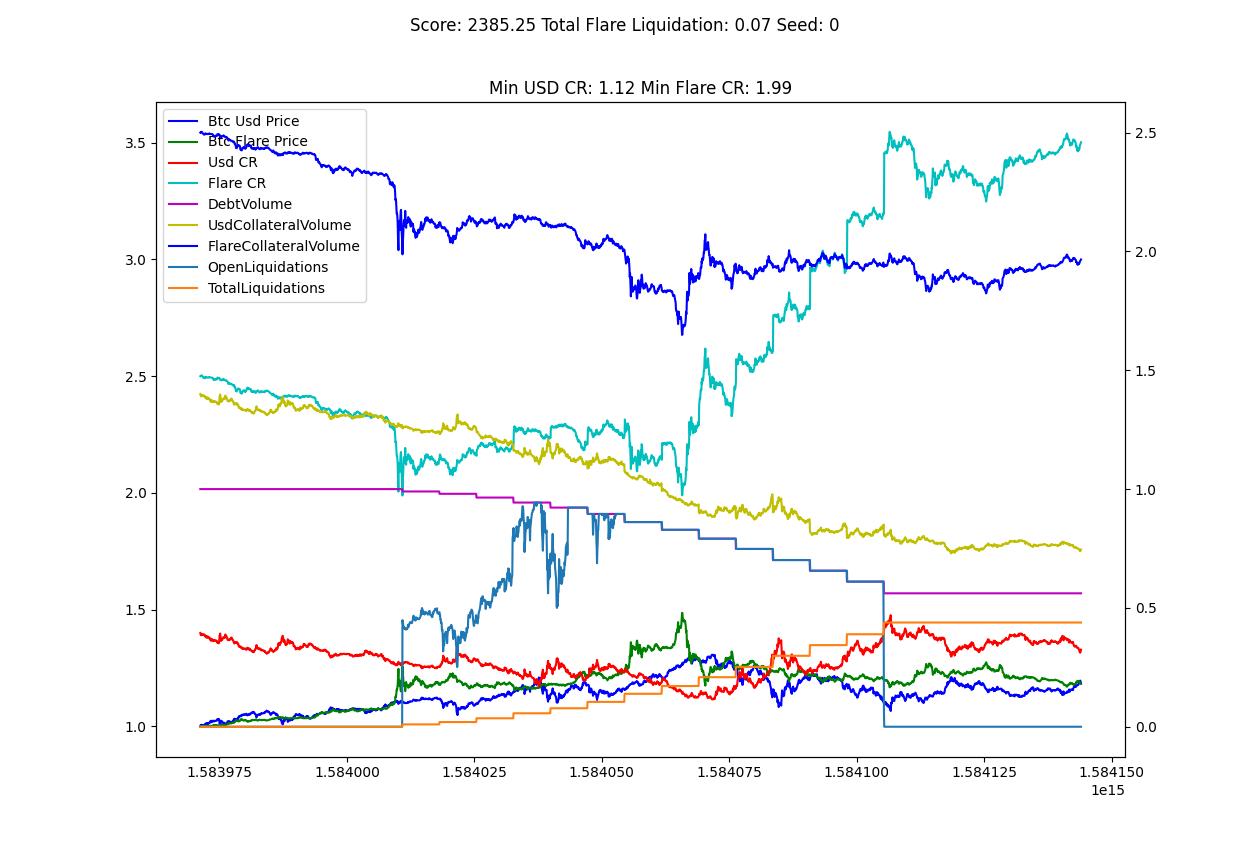 Score: 2385.25 Total Flare Liquidation: 0.07 Seed: 0
Min USD CR: 1.12 Min Flare CR: 1.99
Btc Usd Price
Btc Flare Price
Usd CR
Flare CR
DebtVolume
UsdCollateralVolume
FlareCollateralVolume
OpenLiquidations
TotalLiquidations
3.5
3.0
2.5
2.0
1.5
1.0
2.5
2.0
1.5
1.0
0.5
0.0
1.583975 1.584000 1.584025 1.584050 1.584075 1.584100 1.584125 1.584150
1e15